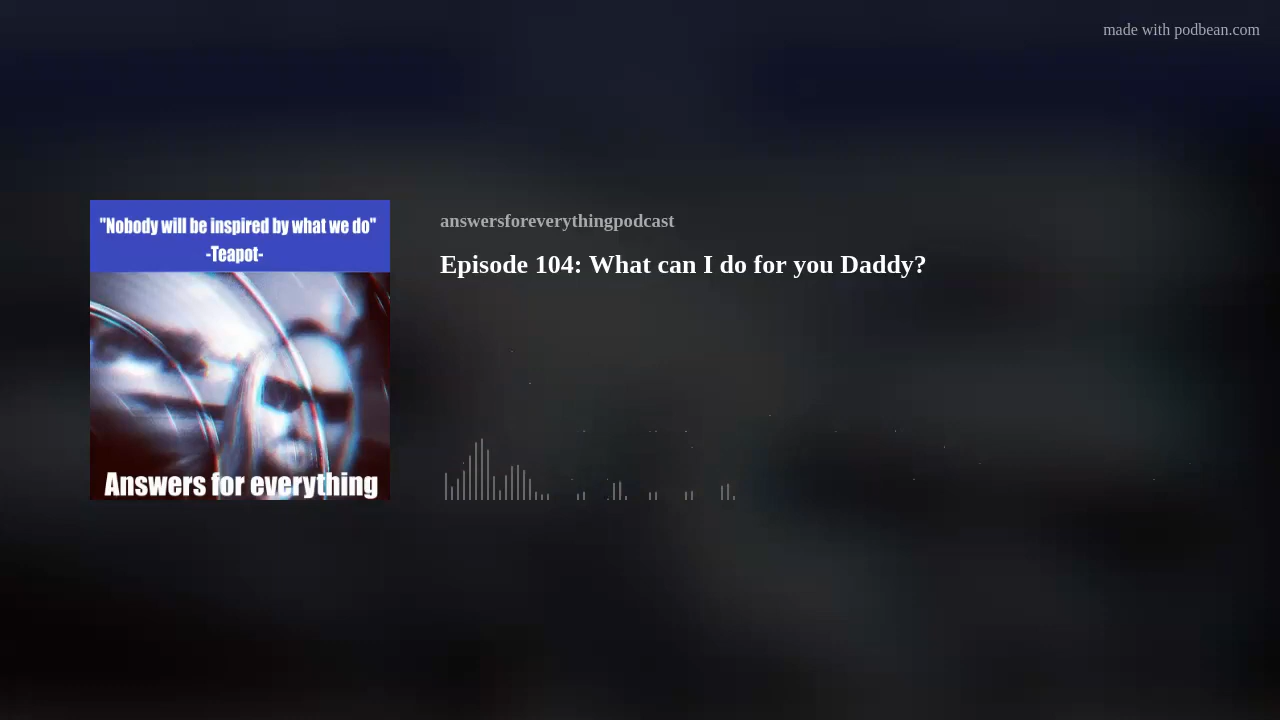 made with podbean.com
"Nobody will be inspired by what we do"
-Teapot-
answersforeverythingpodcast
Episode 104: What can I do for you Daddy?
Answers for everything